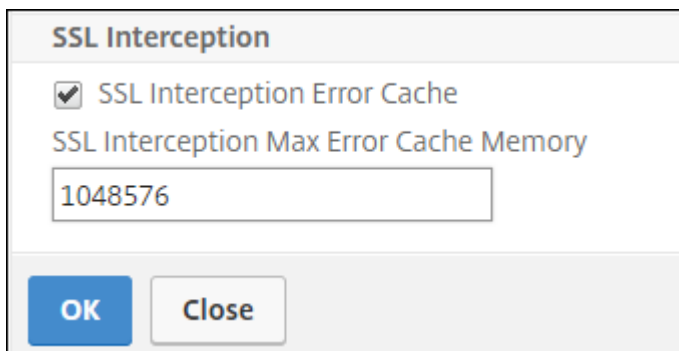 SSL Interception
SSL Interception Error Cache
SSL Interception Max Error Cache Memory
1048576
OK
Close